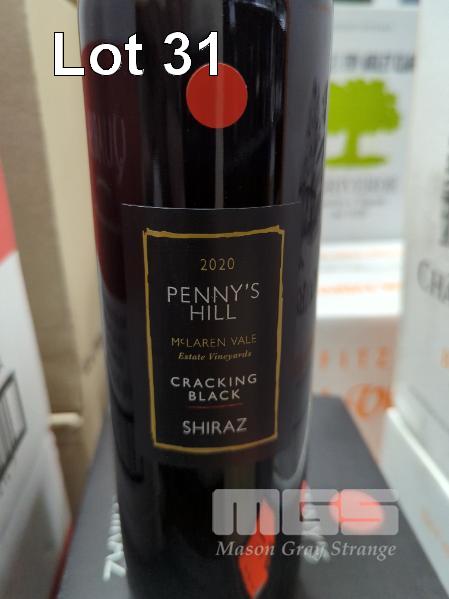 Lot 31
2020
PENNY'S
HILL
McLAREN VALE
Estate Vineyards
CRACKING
BLACK
SHIRAZ
MGS
Mason Gray Strange